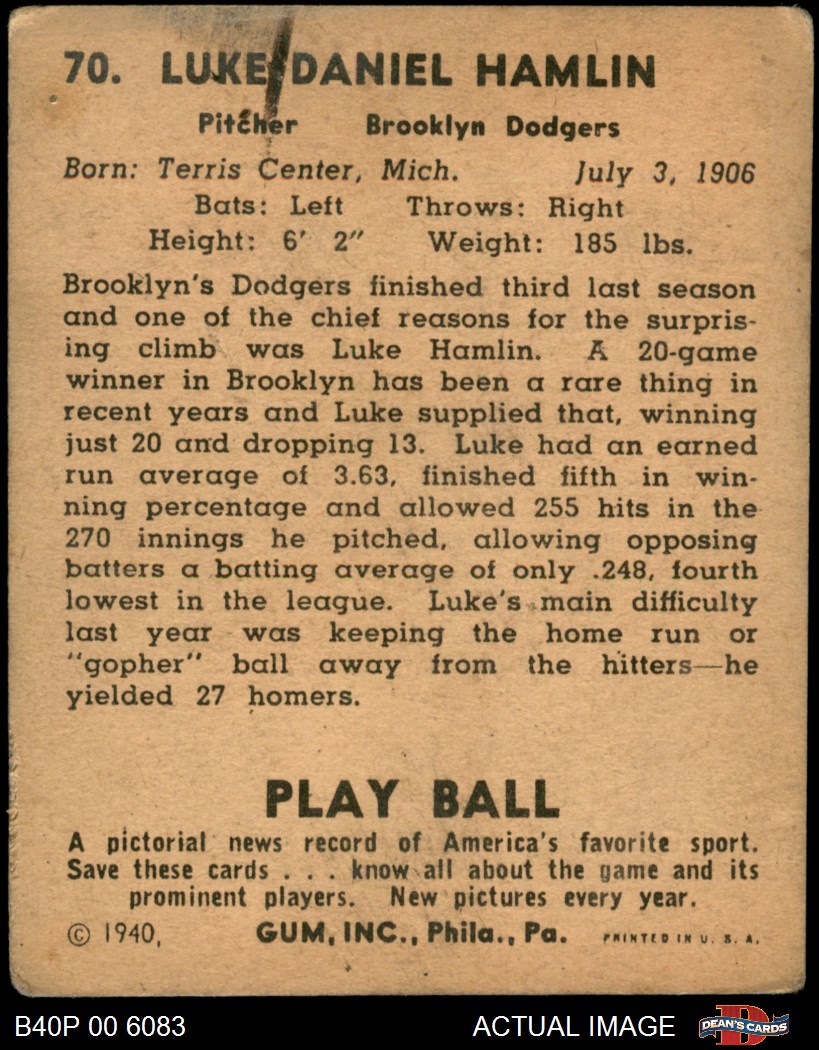 70. LUKE DANIEL HAMLIN
Pitcher Brooklyn Dodgers
Born: Terris Center, Mich. July 3, 1906
Bats: Left Throws: Right
Height: 6' 2" Weight: 185 lbs.
Brooklyn's Dodgers finished third last season
and one of the chief reasons for the surpris-
ing climb was Luke Hamlin. A 20-game
winner in Brooklyn has been a rare thing in
recent years and Luke supplied that, winning
just 20 and dropping 13. Luke had an earned
run average of 3.63, finished fifth in win-
ning percentage and allowed 255 hits in the
270 innings he pitched, allowing opposing
batters a batting average of only .248, fourth
lowest in the league. Luke's main difficulty
last year was keeping the home run or
"gopher" ball away from the hitters—he
yielded 27 homers.
PLAY BALL
A pictorial news record of America's favorite sport.
Save these cards . . . know all about the game and its
prominent players. New pictures every year.
© 1940, GUM, INC., Phila., Pa. PRINTED IN U. S. A.
B40P 00 6083 ACTUAL IMAGE DEAN'S CARDS